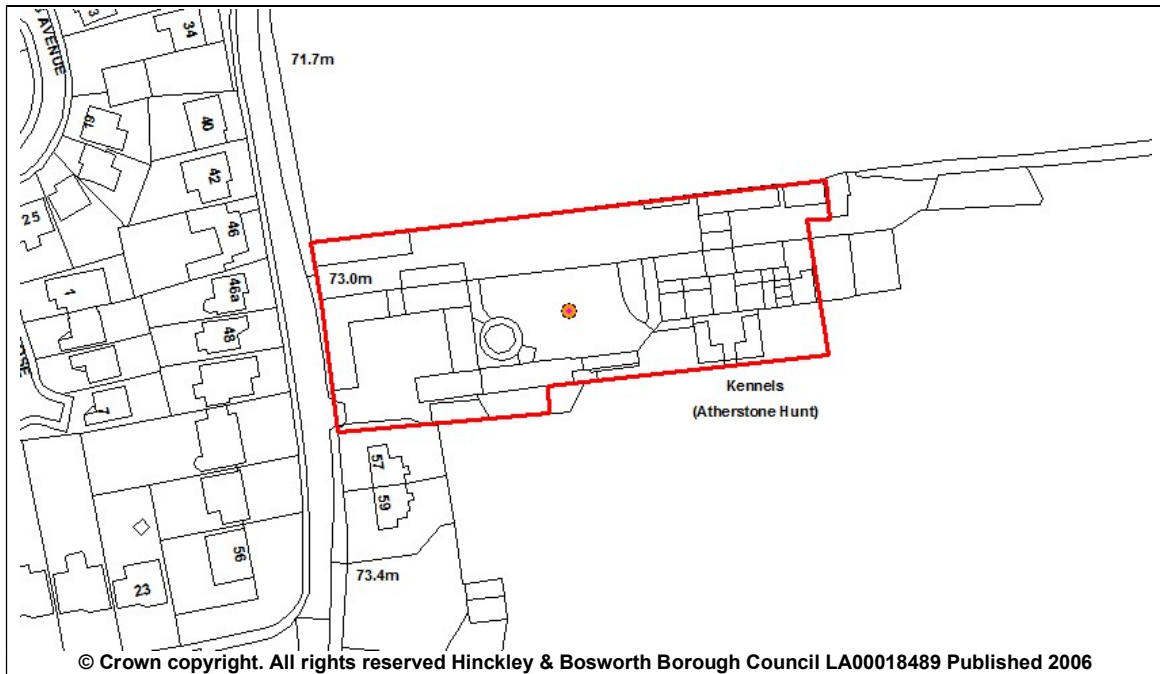 AVENUE
3
34
71.7m
40
42
25
46
1
46a
73.0m
48
7
Kennels
(Atherstone Hunt)
57
59
56
23
73.4m
© Crown copyright. All rights reserved Hinckley & Bosworth Borough Council LA00018489 Published 2006